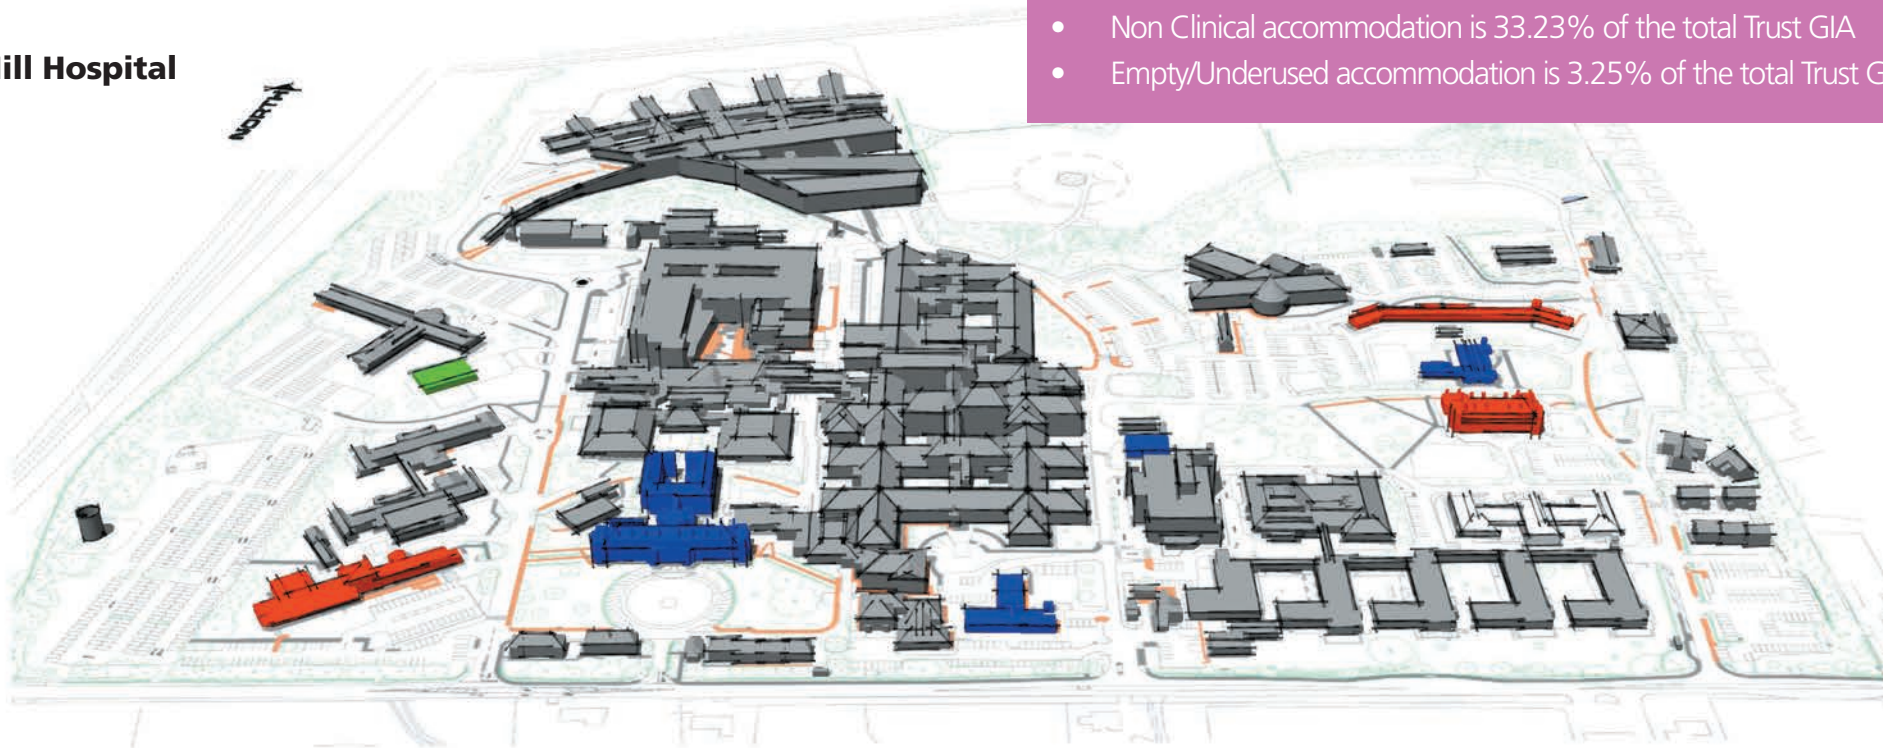 Hospital
NORTH
• Non Clinical accommodation is 33.23% of the total Trust GIA
• Empty/Underused accommodation is 3.25% of the total Trust